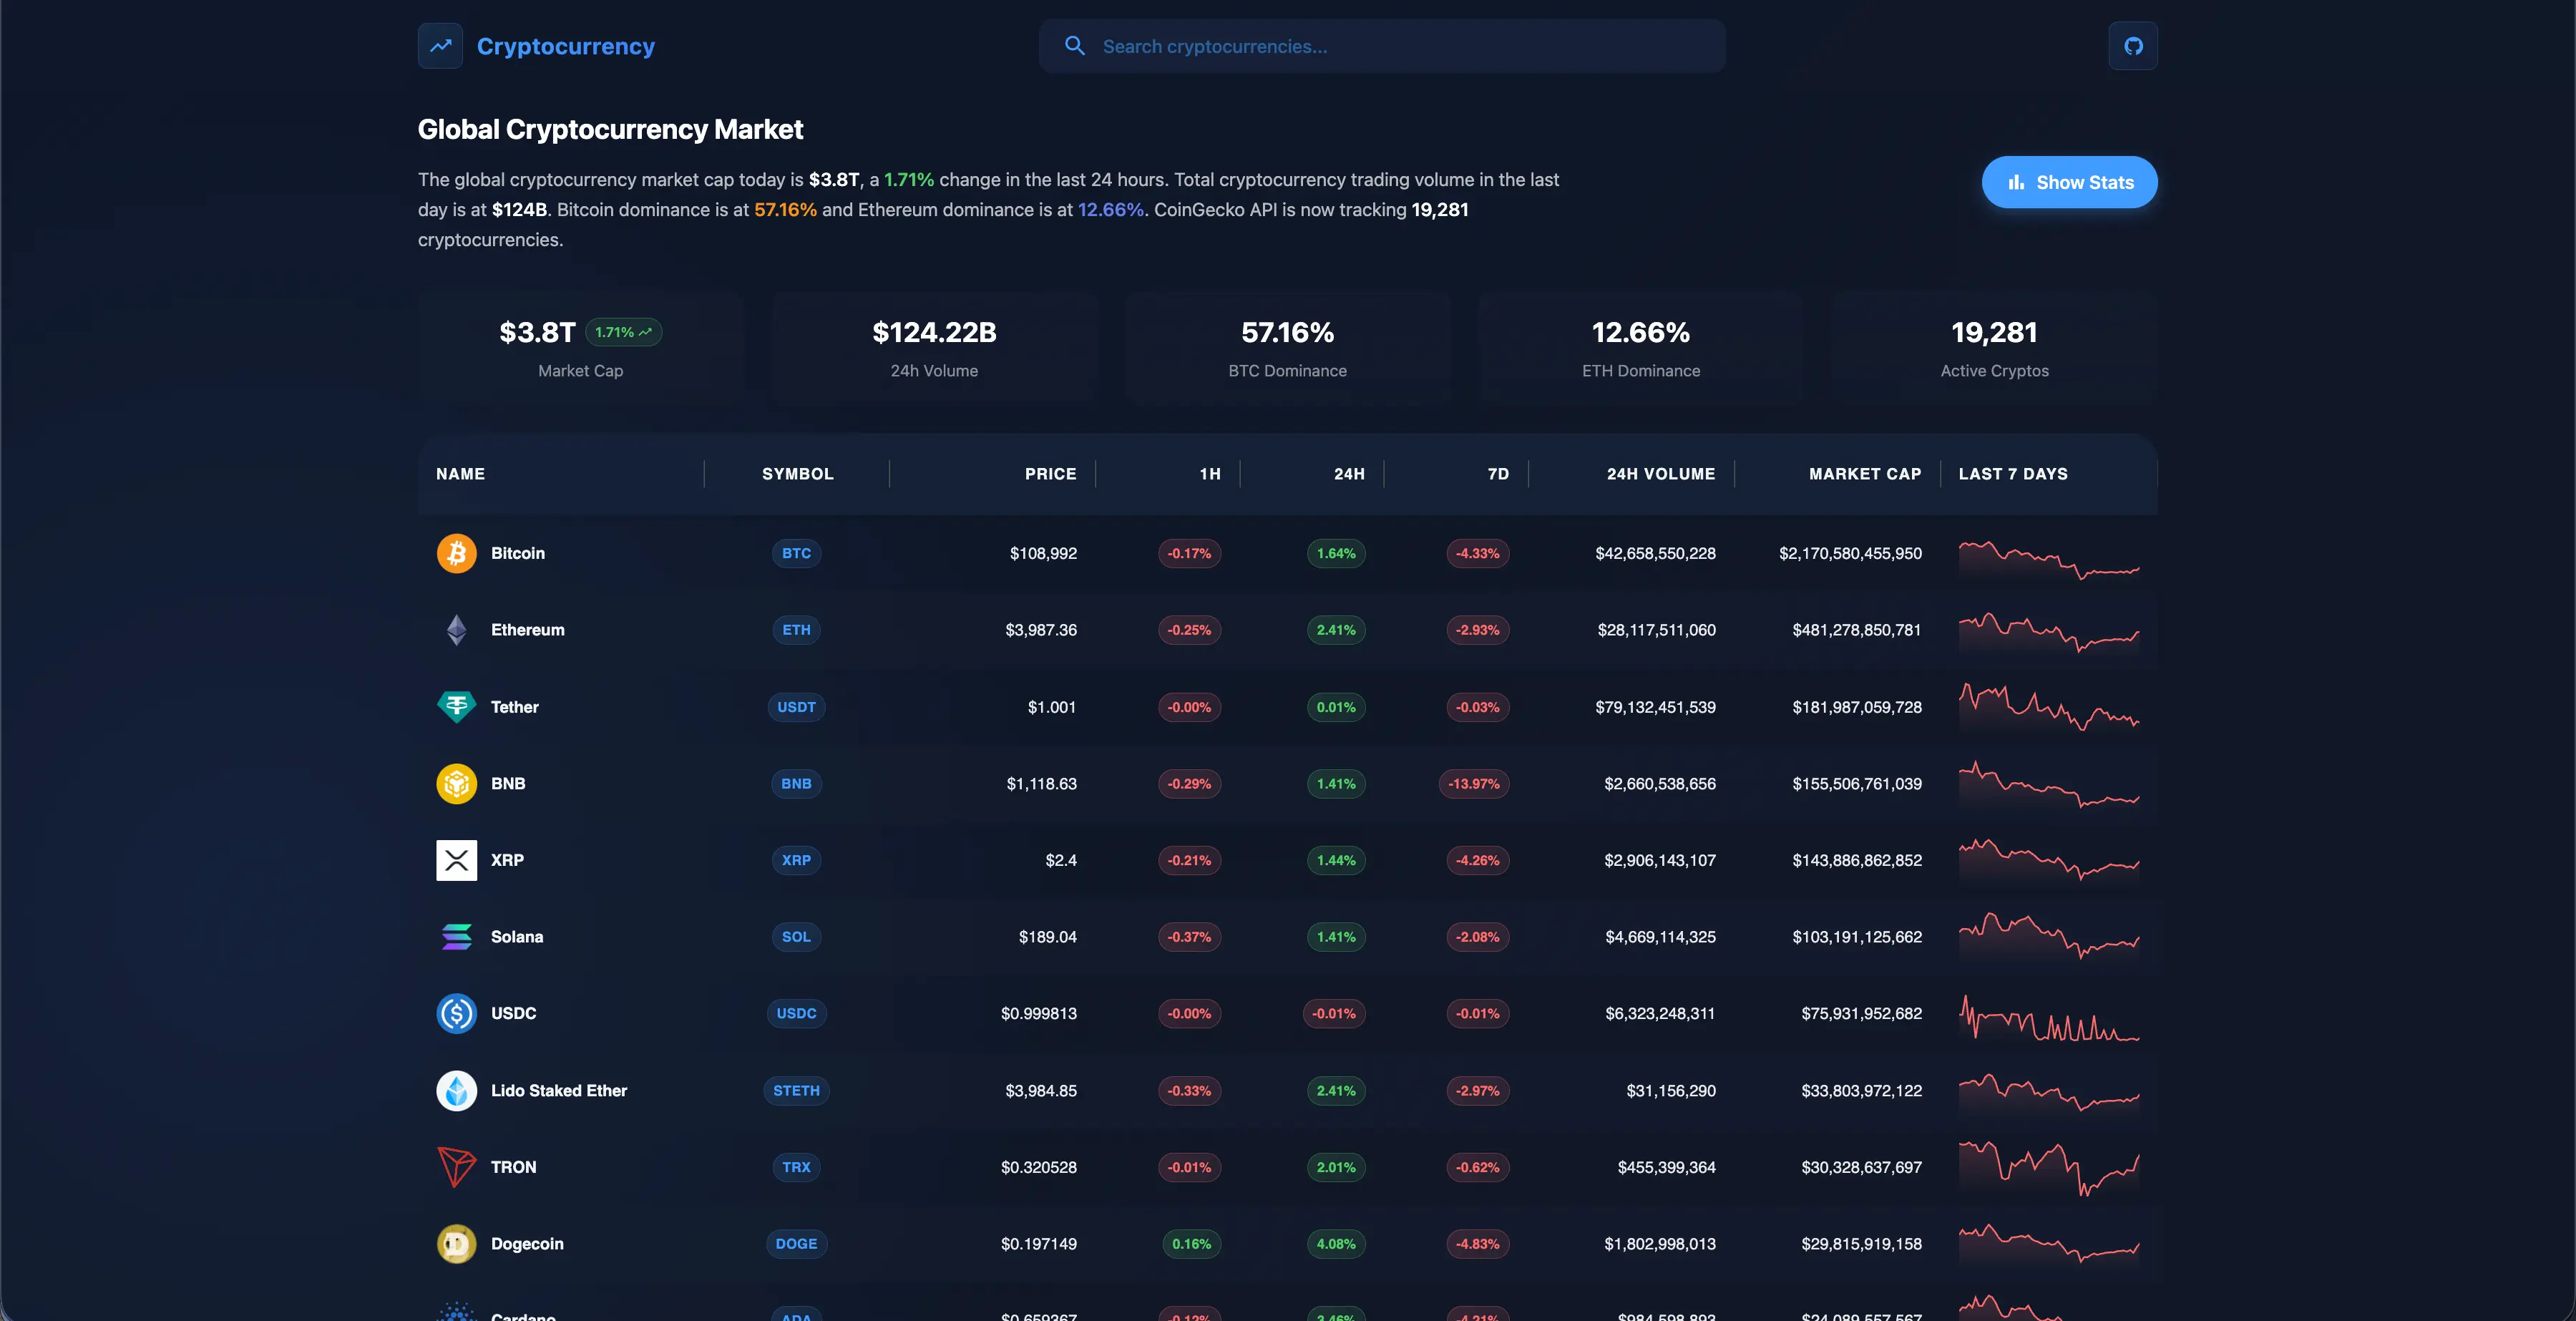 Cryptocurrency
Search cryptocurrencies...
Global Cryptocurrency Market
The global cryptocurrency market cap today is $3.8T, a 1.71% change in the last 24 hours. Total cryptocurrency trading volume in the last
day is at $124B. Bitcoin dominance is at 57.16% and Ethereum dominance is at 12.66%. CoinGecko API is now tracking 19,281
cryptocurrencies.
Show Stats
$3.8T 1.71%
Market Cap
$124.22B
24h Volume
57.16%
BTC Dominance
12.66%
ETH Dominance
19,281
Active Cryptos
NAME SYMBOL PRICE 1H 24H 7D 24H VOLUME MARKET CAP LAST 7 DAYS
Bitcoin BTC $108,992 -0.17% 1.64% -4.33% $42,658,550,228 $2,170,580,455,950
Ethereum ETH $3,987.36 -0.25% 2.41% -2.93% $28,117,511,060 $481,278,850,781
Tether USDT $1.001 -0.00% 0.01% -0.03% $79,132,451,539 $181,987,059,728
BNB BNB $1,118.63 -0.29% 1.41% -13.97% $2,660,538,656 $155,506,761,039
XRP XRP $2.4 -0.21% 1.44% -4.26% $2,906,143,107 $143,886,862,852
Solana SOL $189.04 -0.37% 1.41% -2.08% $4,669,114,325 $103,191,125,662
USDC USDC $0.999813 -0.00% -0.01% -0.01% $6,323,248,311 $75,931,952,682
Lido Staked Ether STETH $3,984.85 -0.33% 2.41% -2.97% $31,156,290 $33,803,972,122
TRON TRX $0.320528 -0.01% 2.01% -0.62% $455,399,364 $30,328,637,697
Dogecoin DOGE $0.197149 0.16% 4.08% -4.83% $1,802,998,013 $29,815,919,158
Cardano ADA